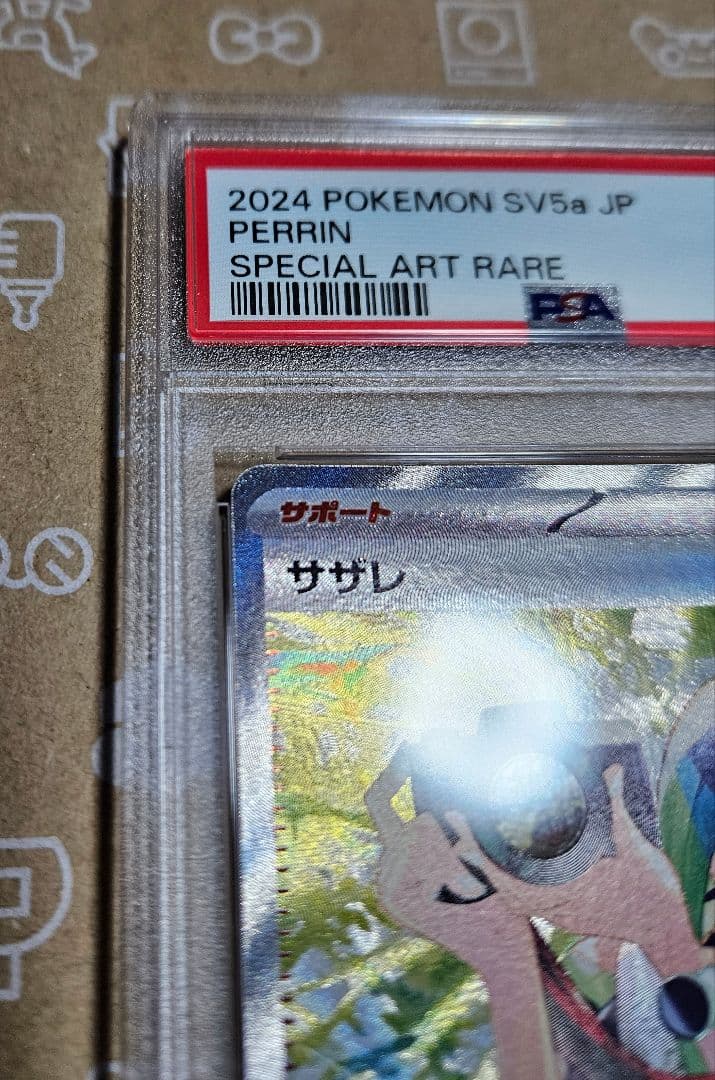 2024 POKEMON SV5a JP
PERRIN
SPECIAL ART RARE
PSA
サポート
サザレ